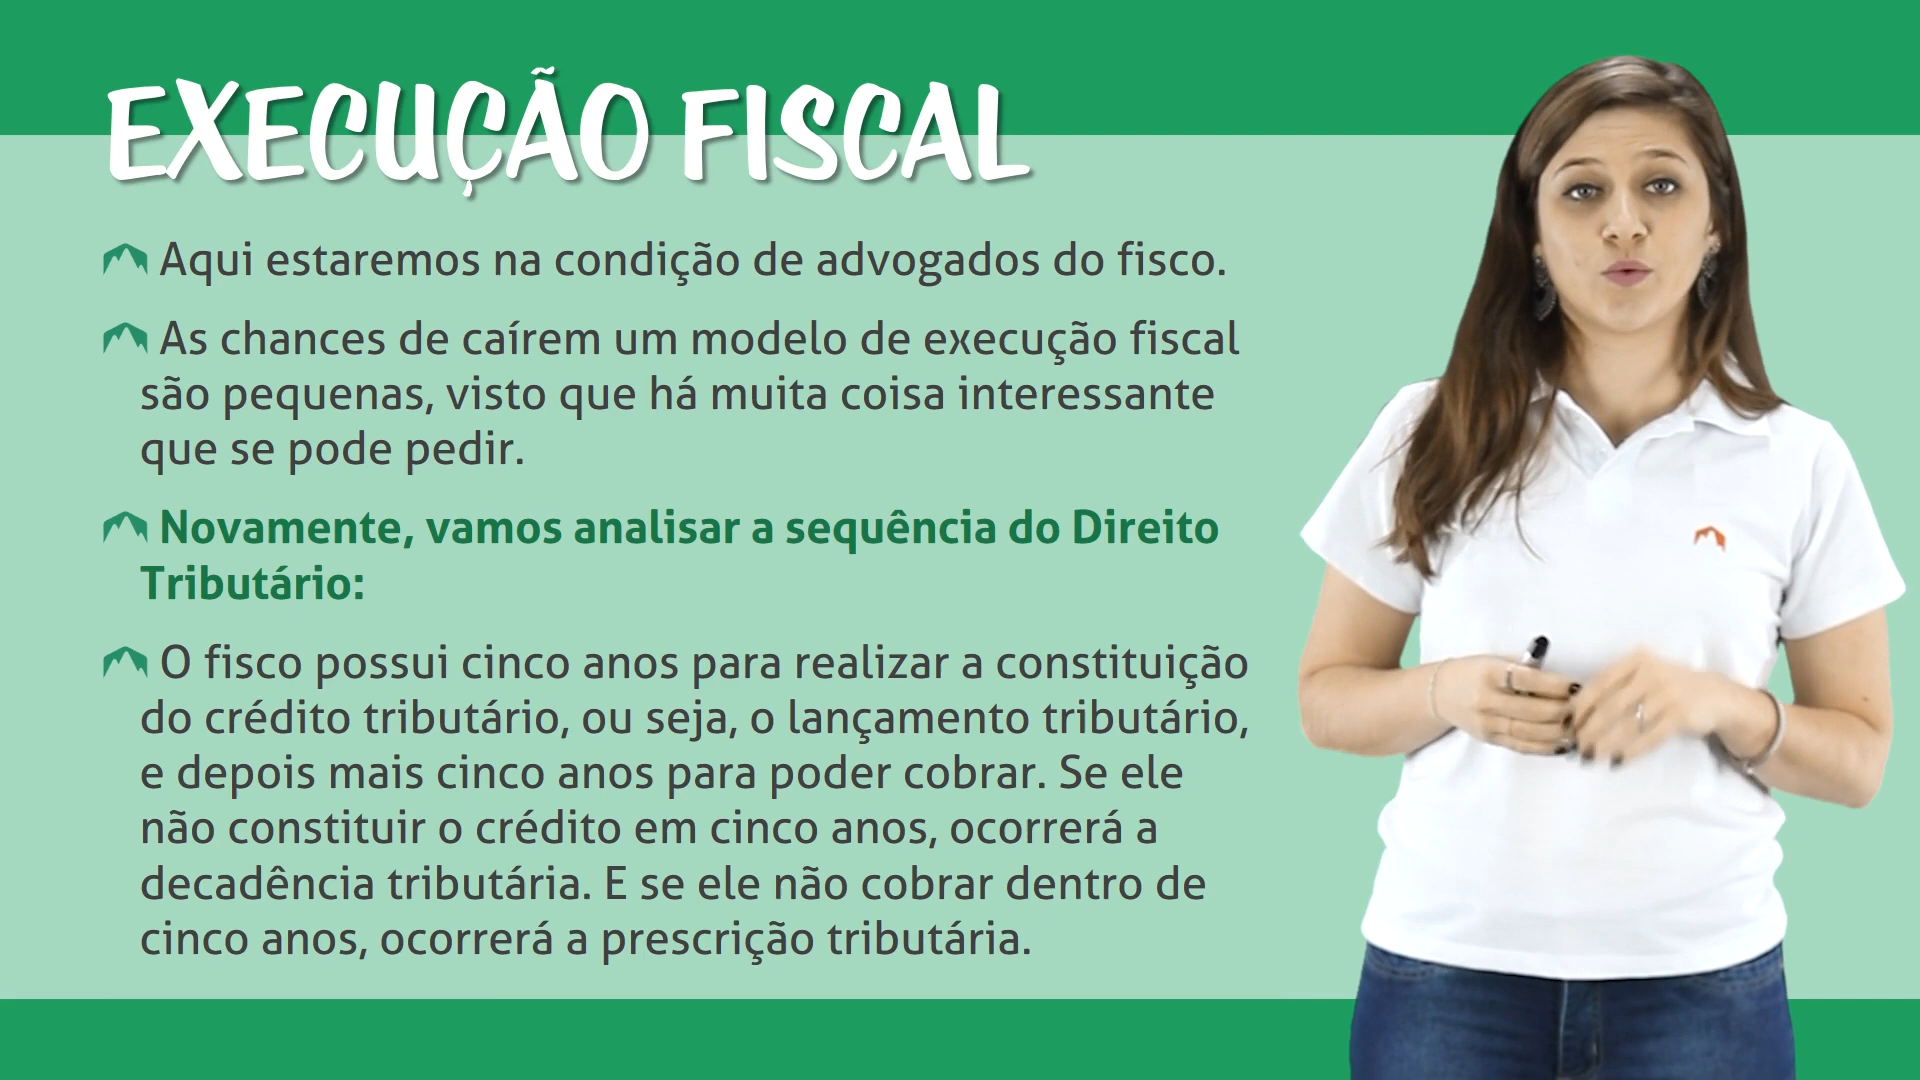 EXECUÇÃO FISCAL
Aqui estaremos na condição de advogados do fisco.
As chances de caírem um modelo de execução fiscal
são pequenas, visto que há muita coisa interessante
que se pode pedir.
Novamente, vamos analisar a sequência do Direito
Tributário:
O fisco possui cinco anos para realizar a constituição
do crédito tributário, ou seja, o lançamento tributário,
e depois mais cinco anos para poder cobrar. Se ele
não constituir o crédito em cinco anos, ocorrerá a
decadência tributária. E se ele não cobrar dentro de
cinco anos, ocorrerá a prescrição tributária.